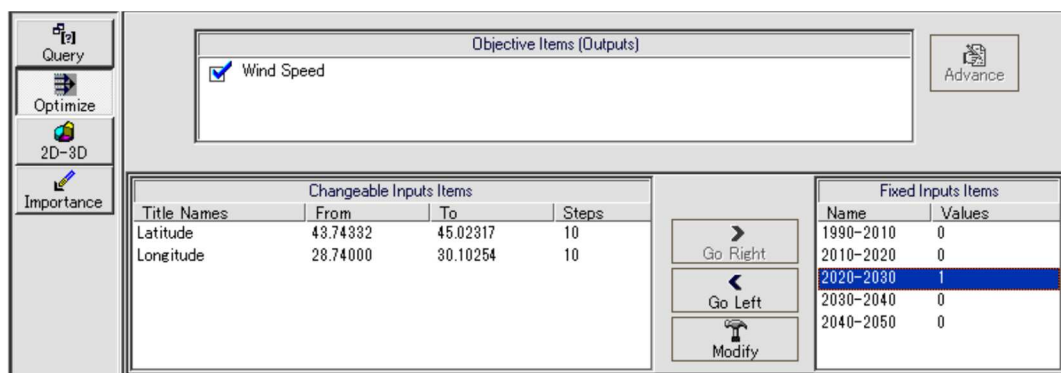 Query
Optimize
2D-3D
Importance
Objective Items (Outputs)
Wind Speed
Advance
Changeable Inputs Items
Title Names From To Steps
Latitude 43.74332 45.02317 10
Longitude 28.74000 30.10254 10
Go Right
Go Left
Modify
Fixed Inputs Items
Name Values
1990-2010 0
2010-2020 0
2020-2030 1
2030-2040 0
2040-2050 0